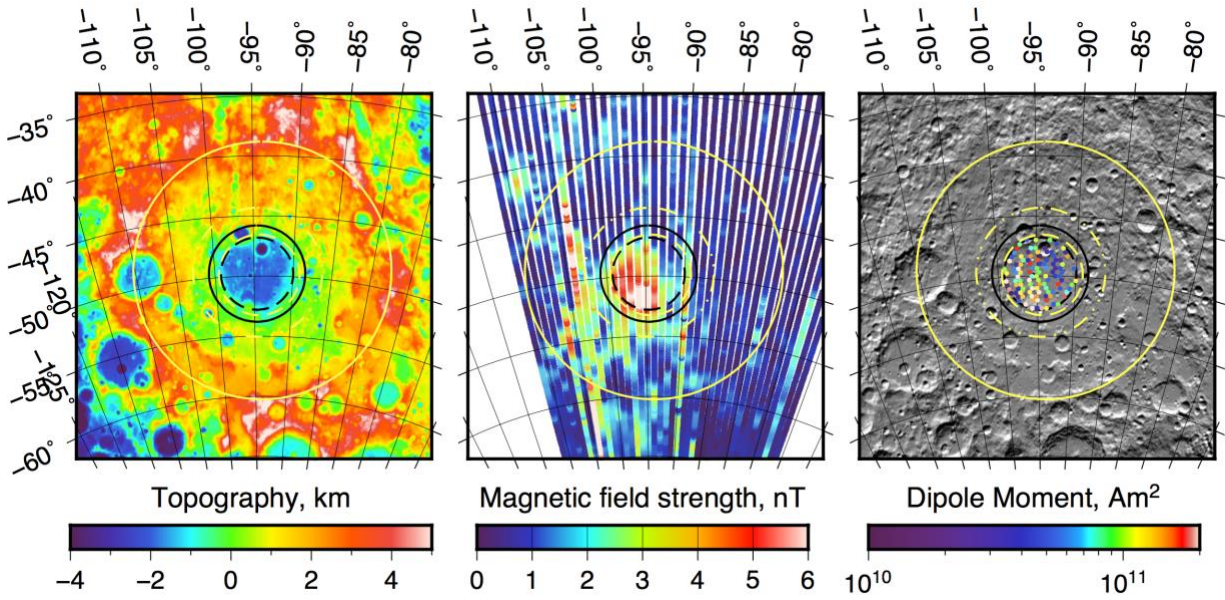 −110° −105° −100° −95° −90° −85° −80° −110° −105° −100° −95° −90° −85° −80° −110° −105° −100° −95° −90° −85° −80°
−35°
−40°
−45°
−120°
−50°
−55°
−60°
Topography, km Magnetic field strength, nT Dipole Moment, Am²
−4 −2 0 2 4 0 1 2 3 4 5 6 10¹⁰ 10¹¹